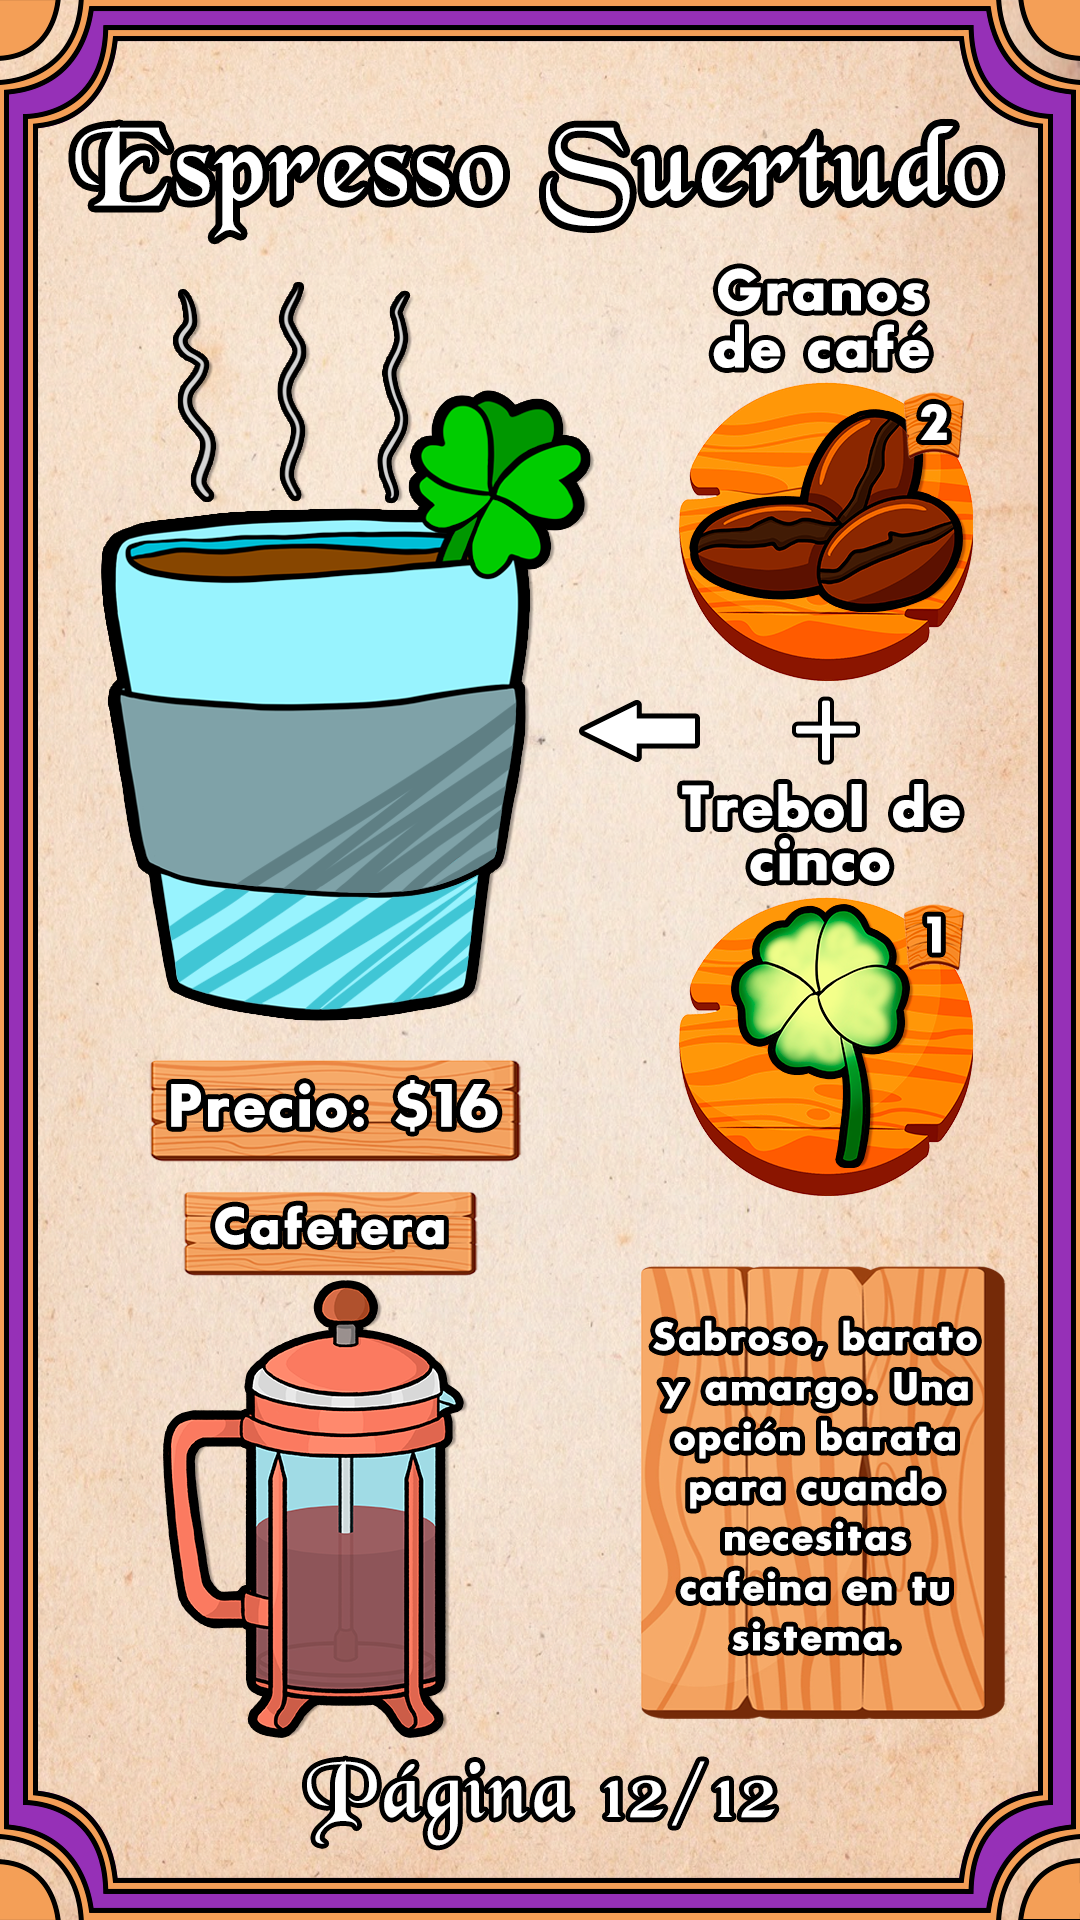 Espresso Suertudo
Granos
de café
2
Trebol de
cinco
1
Precio: $16
Cafetera
Sabroso, barato
y amargo. Una
opción barata
para cuando
necesitas
cafeina en tu
sistema.
Página 12/12